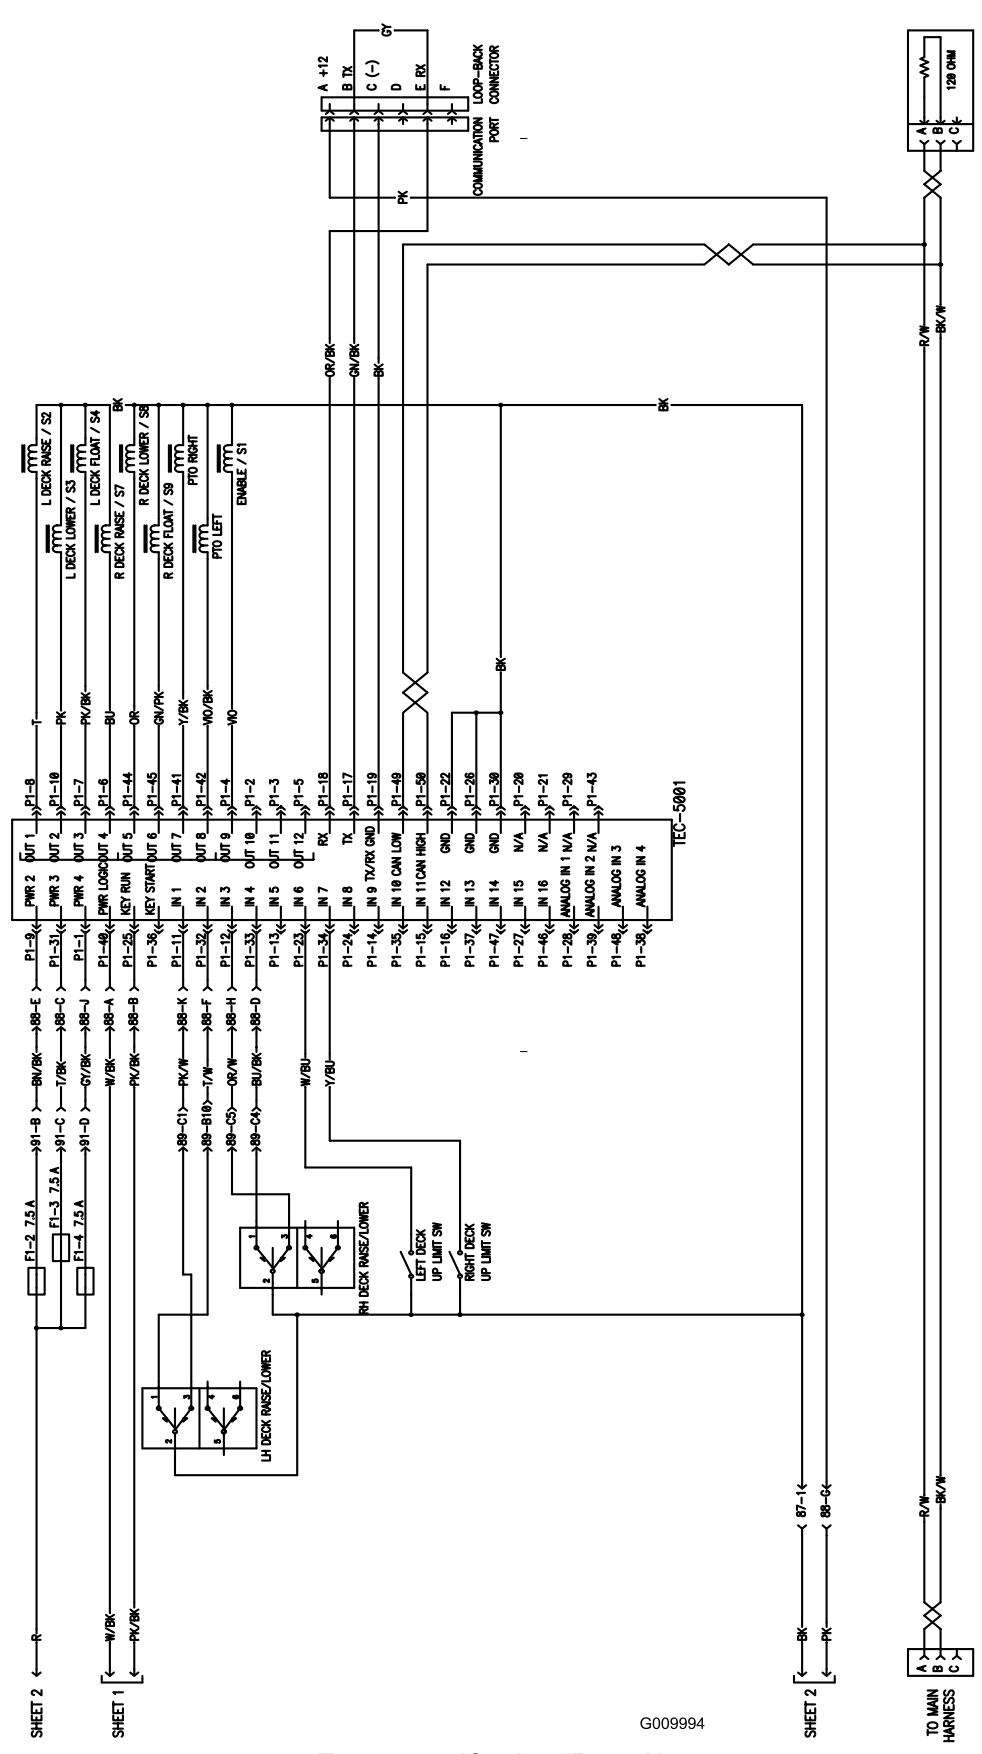 GY
A +12
B TX
C (-)
D
E RX
F
LOOP-BACK
CONNECTOR
COMMUNICATION
PORT
PK
120 OHM
A
B
C
R/W
BK/W
OR/BK
GN/BK
BK
BK
BK
L DECK RAISE / S2
L DECK LOWER / S3
L DECK FLOAT / S4
R DECK RAISE / S7
R DECK LOWER / S8
R DECK FLOAT / S9
PTO RIGHT
PTO LEFT
ENABLE / S1
BK
T
PK
PK/BK
BU
OR
GN/PK
Y/BK
VIO/BK
VIO
P1-8
P1-10
P1-7
P1-6
P1-44
P1-45
P1-41
P1-42
P1-4
P1-2
P1-3
P1-5
P1-18
P1-17
P1-19
P1-49
P1-50
P1-22
P1-26
P1-30
P1-20
P1-21
P1-29
P1-43
TEC-5001
OUT 1
OUT 2
OUT 3
OUT 4
OUT 5
OUT 6
OUT 7
OUT 8
OUT 9
OUT 10
OUT 11
OUT 12
RX
TX
TX/RX GND
CAN LOW
CAN HIGH
GND
GND
GND
N/A
N/A
N/A
N/A
PWR 2
PWR 3
PWR 4
PWR LOGIC
KEY RUN
KEY START
IN 1
IN 2
IN 3
IN 4
IN 5
IN 6
IN 7
IN 8
IN 9
IN 10
IN 11
IN 12
IN 13
IN 14
IN 15
IN 16
ANALOG IN 1
ANALOG IN 2
ANALOG IN 3
ANALOG IN 4
P1-9
P1-31
P1-1
P1-40
P1-25
P1-36
P1-11
P1-32
P1-12
P1-33
P1-13
P1-23
P1-34
P1-24
P1-14
P1-35
P1-15
P1-16
P1-37
P1-47
P1-27
P1-46
P1-28
P1-39
P1-48
P1-38
88-E
88-C
88-J
88-A
88-B
88-K
88-F
88-H
88-D
BN/BK
T/BK
GY/BK
W/BK
PK/BK
PK/W
T/W
OR/W
BU/BK
W/BU
Y/BU
91-B
91-C
91-D
89-C1
89-B10
89-C5
89-C4
F1-2 7.5 A
F1-3 7.5 A
F1-4 7.5 A
1
3
4
6
2
5
RH DECK RAISE/LOWER
LEFT DECK
UP LIMIT SW
RIGHT DECK
UP LIMIT SW
1
3
4
6
2
5
LH DECK RAISE/LOWER
87-1
88-G
R/W
BK/W
R
W/BK
PK/BK
BK
PK
A
B
C
SHEET 2
SHEET 1
SHEET 2
TO MAIN
HARNESS
G009994